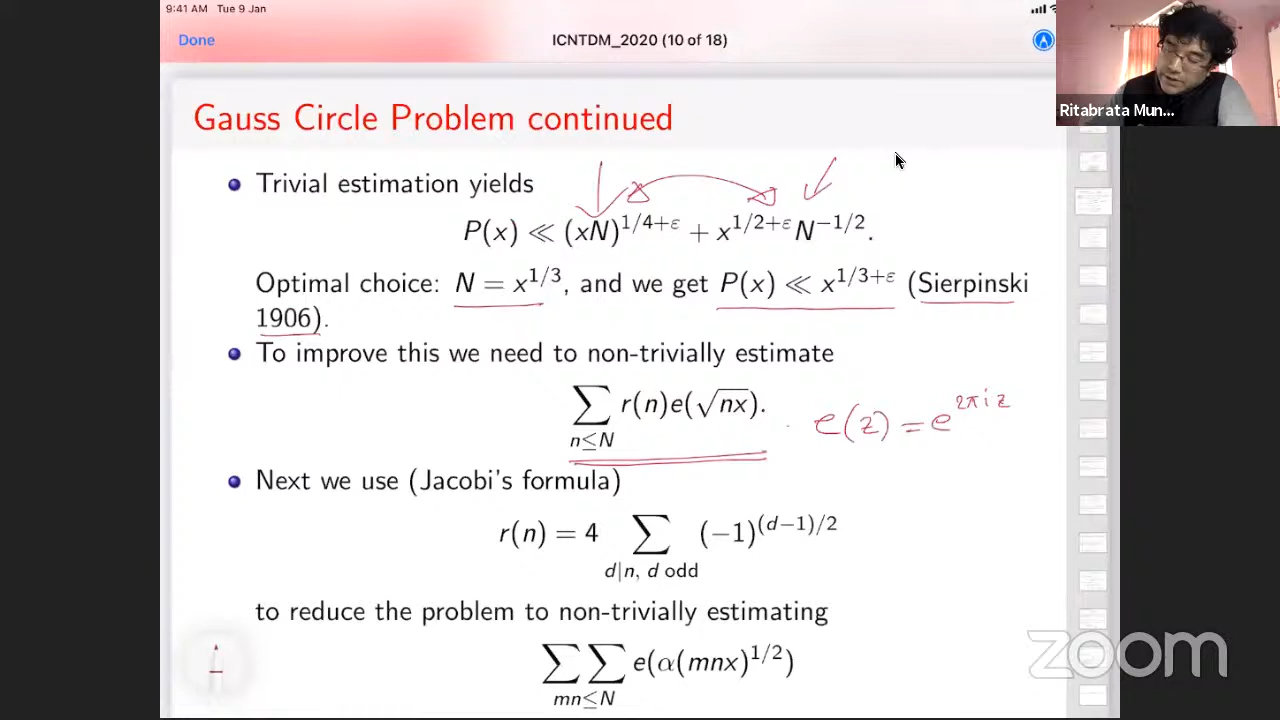 9:41 AM Tue 9 Jan
Done
ICNTDM_2020 (10 of 18)
Ritabrata Mun...
Gauss Circle Problem continued
Trivial estimation yields
P(x) ≪ (xN)^{1/4+ε} + x^{1/2+ε} N^{−1/2}.
Optimal choice: N = x^{1/3}, and we get P(x) ≪ x^{1/3+ε} (Sierpinski
1906).
To improve this we need to non-trivially estimate
∑_{n≤N} r(n)e(√nx). e(z) = e^{2πiz}
Next we use (Jacobi's formula)
r(n) = 4 ∑_{d|n, d odd} (−1)^{(d−1)/2}
to reduce the problem to non-trivially estimating
∑∑_{mn≤N} e(α(mnx)^{1/2})
zoom